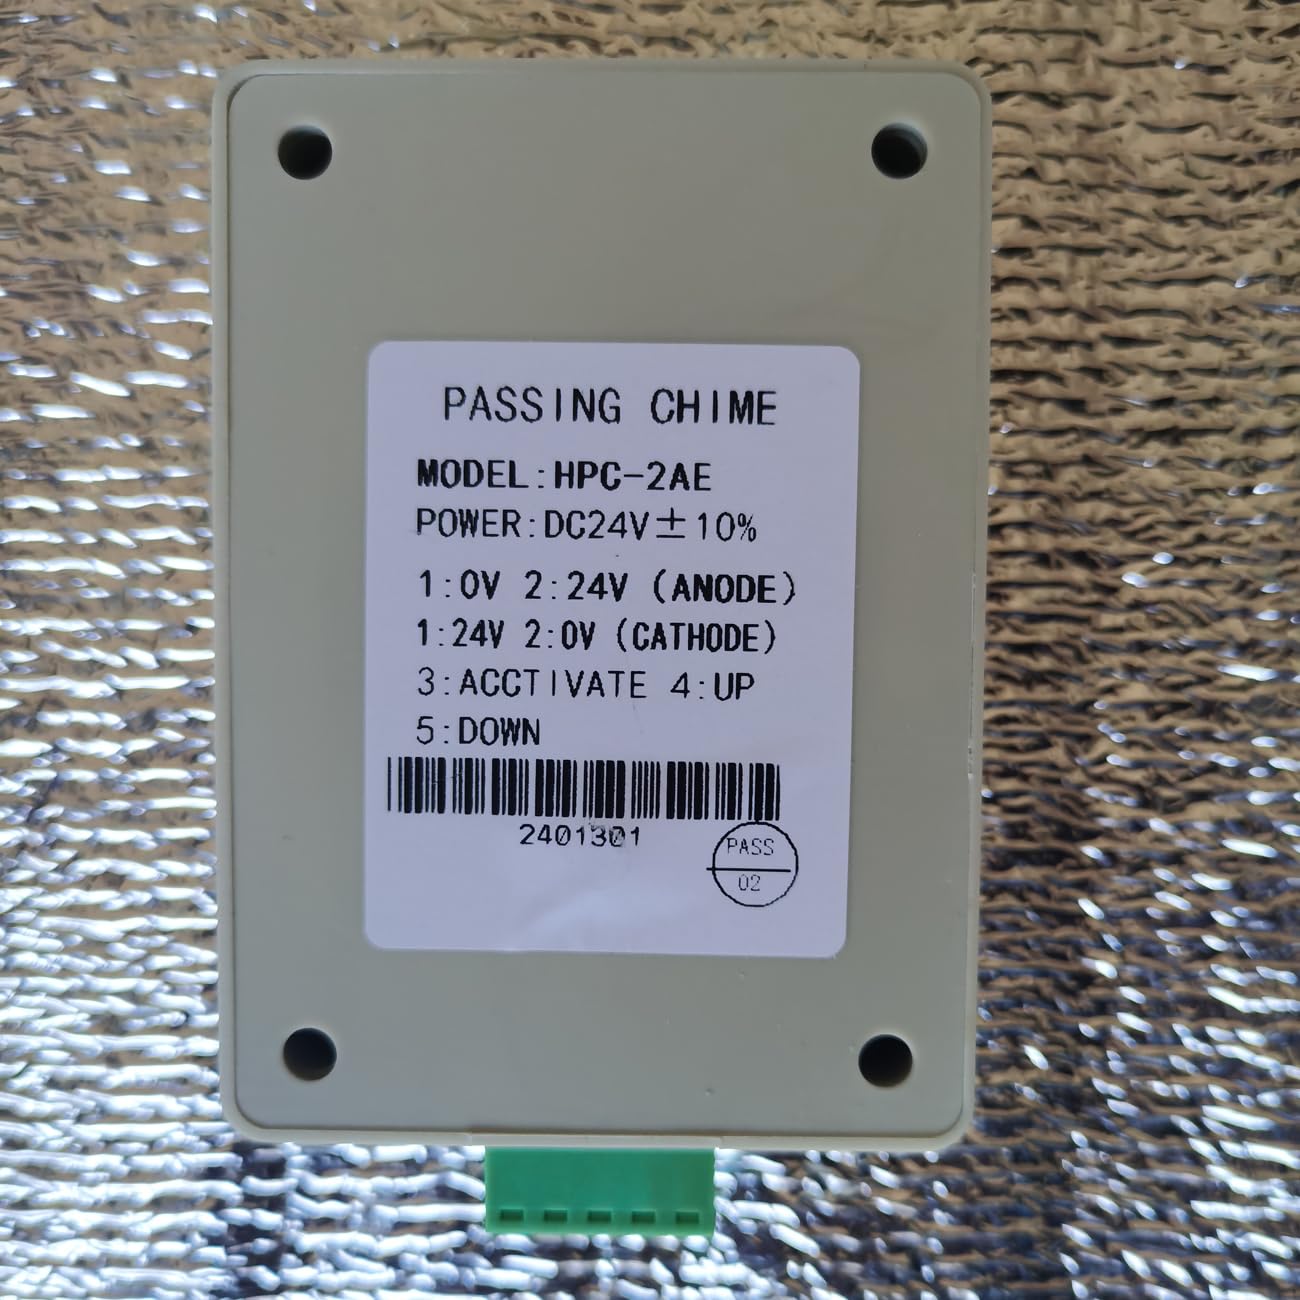 PASSING CHIME
MODEL:HPC-2AE
POWER:DC24V±10%
1:0V 2:24V (ANODE)
1:24V 2:0V (CATHODE)
3:ACCTIVATE 4:UP
5:DOWN
2401301
PASS
02